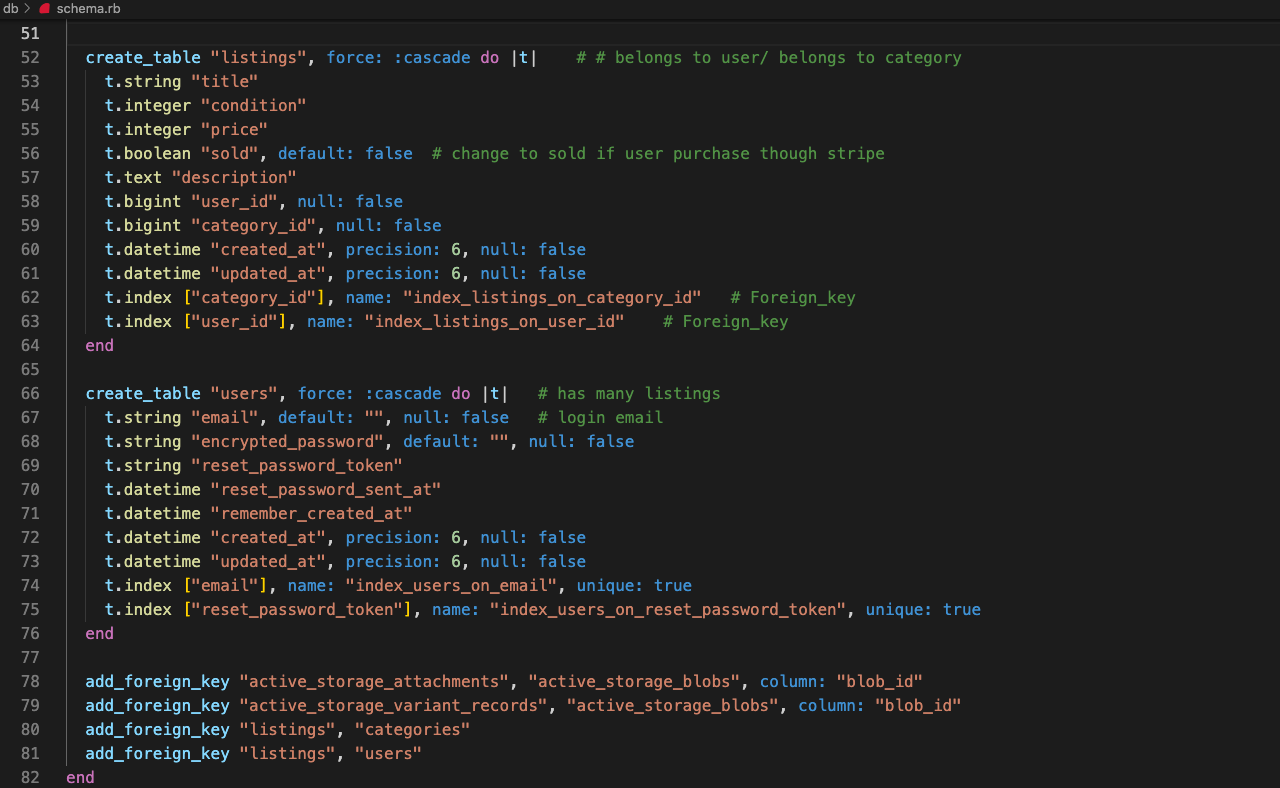 db > schema.rb
51
52 create_table "listings", force: :cascade do |t| # # belongs to user/ belongs to category
53 t.string "title"
54 t.integer "condition"
55 t.integer "price"
56 t.boolean "sold", default: false # change to sold if user purchase though stripe
57 t.text "description"
58 t.bigint "user_id", null: false
59 t.bigint "category_id", null: false
60 t.datetime "created_at", precision: 6, null: false
61 t.datetime "updated_at", precision: 6, null: false
62 t.index ["category_id"], name: "index_listings_on_category_id" # Foreign_key
63 t.index ["user_id"], name: "index_listings_on_user_id" # Foreign_key
64 end
65
66 create_table "users", force: :cascade do |t| # has many listings
67 t.string "email", default: "", null: false # login email
68 t.string "encrypted_password", default: "", null: false
69 t.string "reset_password_token"
70 t.datetime "reset_password_sent_at"
71 t.datetime "remember_created_at"
72 t.datetime "created_at", precision: 6, null: false
73 t.datetime "updated_at", precision: 6, null: false
74 t.index ["email"], name: "index_users_on_email", unique: true
75 t.index ["reset_password_token"], name: "index_users_on_reset_password_token", unique: true
76 end
77
78 add_foreign_key "active_storage_attachments", "active_storage_blobs", column: "blob_id"
79 add_foreign_key "active_storage_variant_records", "active_storage_blobs", column: "blob_id"
80 add_foreign_key "listings", "categories"
81 add_foreign_key "listings", "users"
82 end